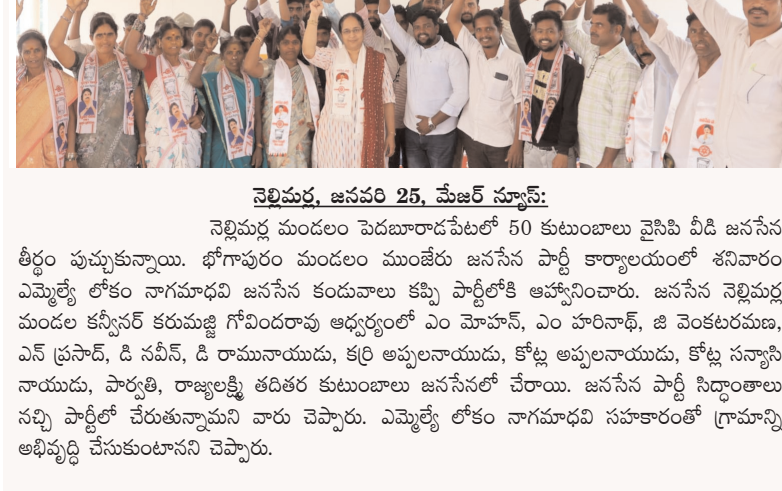 నెల్లిమర్ల, జనవరి 25, మేజర్ న్యూస్:
నెల్లిమర్ల మండలం పెదబూరాడపేటలో 50 కుటుంబాలు వైసిపి వీడి జనసేన
తీర్థం పుచ్చుకున్నాయి. భోగాపురం మండలం ముంజేరు జనసేన పార్టీ కార్యాలయంలో శనివారం
ఎమ్మెల్యే లోకం నాగమాధవి జనసేన కండువాలు కప్పి పార్టీలోకి ఆహ్వానించారు. జనసేన నెల్లిమర్ల
మండల కన్వీనర్ కరుమజ్జి గోవిందరావు ఆధ్వర్యంలో ఎం మోహన్, ఎం హరినాథ్, జి వెంకటరమణ,
ఎన్ ప్రసాద్, డి నవీన్, డి రామునాయుడు, కర్రి అప్పలనాయుడు, కోట్ల అప్పలనాయుడు, కోట్ల సన్యాసి
నాయుడు, పార్వతి, రాజ్యలక్ష్మి తదితర కుటుంబాలు జనసేనలో చేరాయి. జనసేన పార్టీ సిద్ధాంతాలు
నచ్చి పార్టీలో చేరుతున్నామని వారు చెప్పారు. ఎమ్మెల్యే లోకం నాగమాధవి సహకారంతో గ్రామాన్ని
అభివృద్ధి చేసుకుంటానని చెప్పారు.